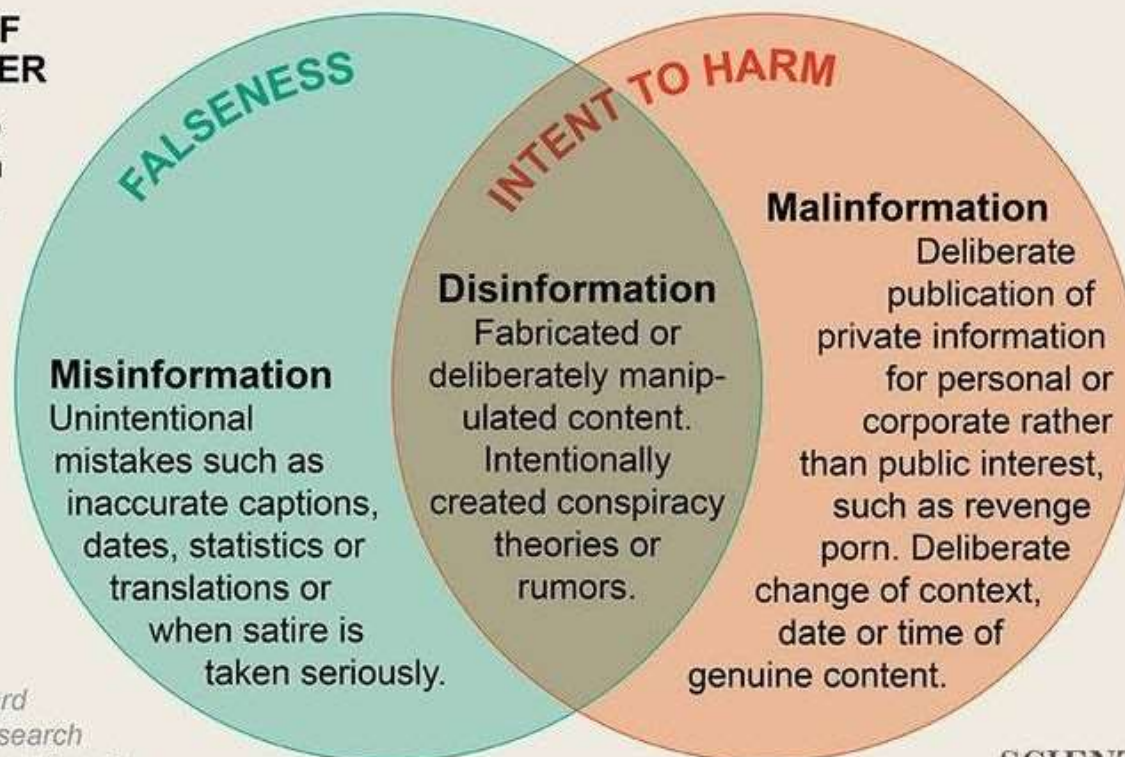 FALSENESS
INTENT TO HARM
Misinformation
Unintentional
mistakes such as
inaccurate captions,
dates, statistics or
translations or
when satire is
taken seriously.
Disinformation
Fabricated or
deliberately manip-
ulated content.
Intentionally
created conspiracy
theories or
rumors.
Malinformation
Deliberate
publication of
private information
for personal or
corporate rather
than public interest,
such as revenge
porn. Deliberate
change of context,
date or time of
genuine content.